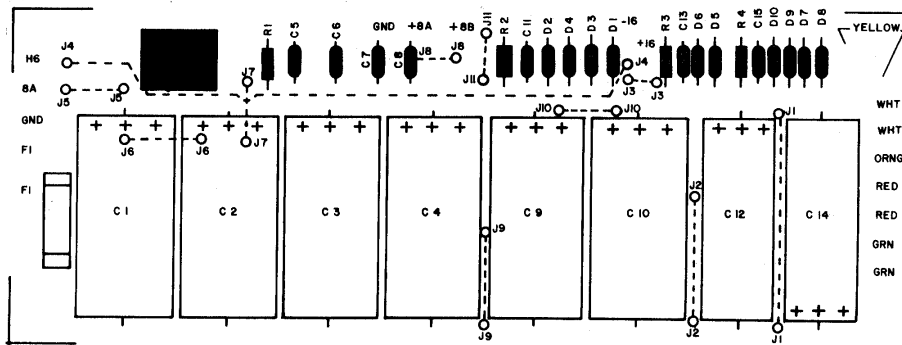 R1 C5 C6 GND +8A +8B J11 R2 C11 D2 D4 D3 D1 -16 R3 C13 D6 D5 R4 C15 D10 D9 D7 D8
YELLOW
J4 +16
H6 C7 C8 J8 J8 J4
J7 J11 J3 J3
8A J5 J6
J10 J10 J1 WHT
GND + + + + + + + + + + + + + + + + + + + + WHT
J6 J6 J7
F1 ORNG
F1 J2 RED
C1 C2 C3 C4 C9 C10 C12 C14 RED
J9
GRN
GRN
+ + +
J9 J2 J1